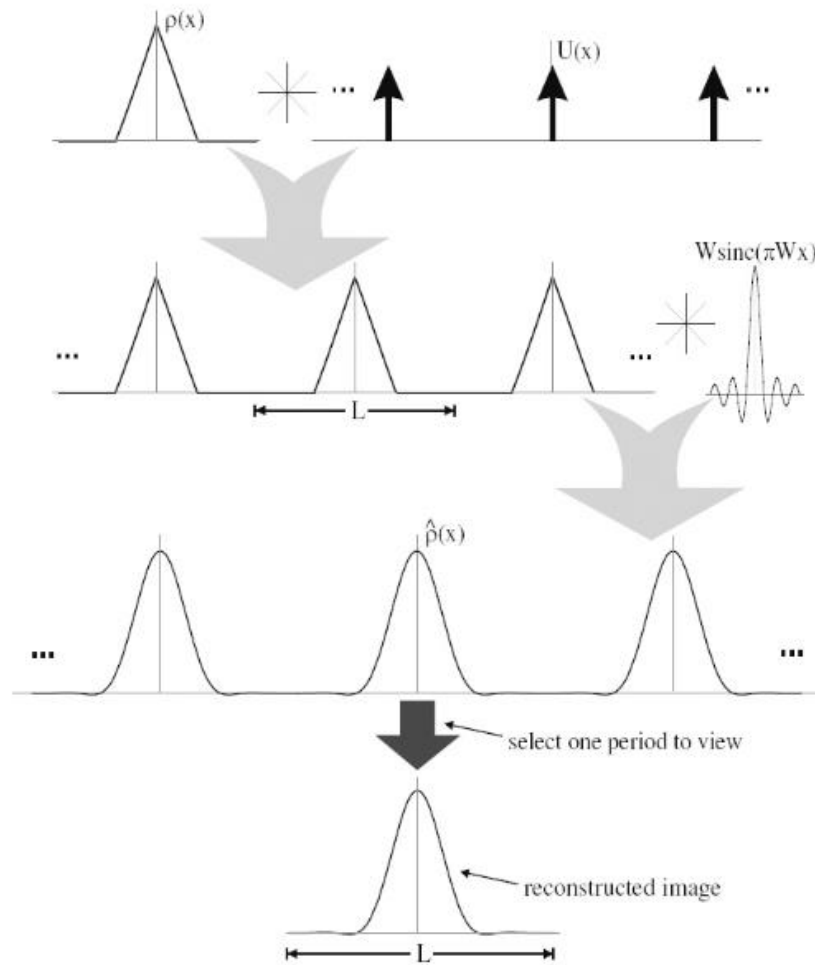 ρ(x)
U(x)
...
...
Wsinc(πWx)
...
...
L
ρ̂(x)
...
...
select one period to view
reconstructed image
L